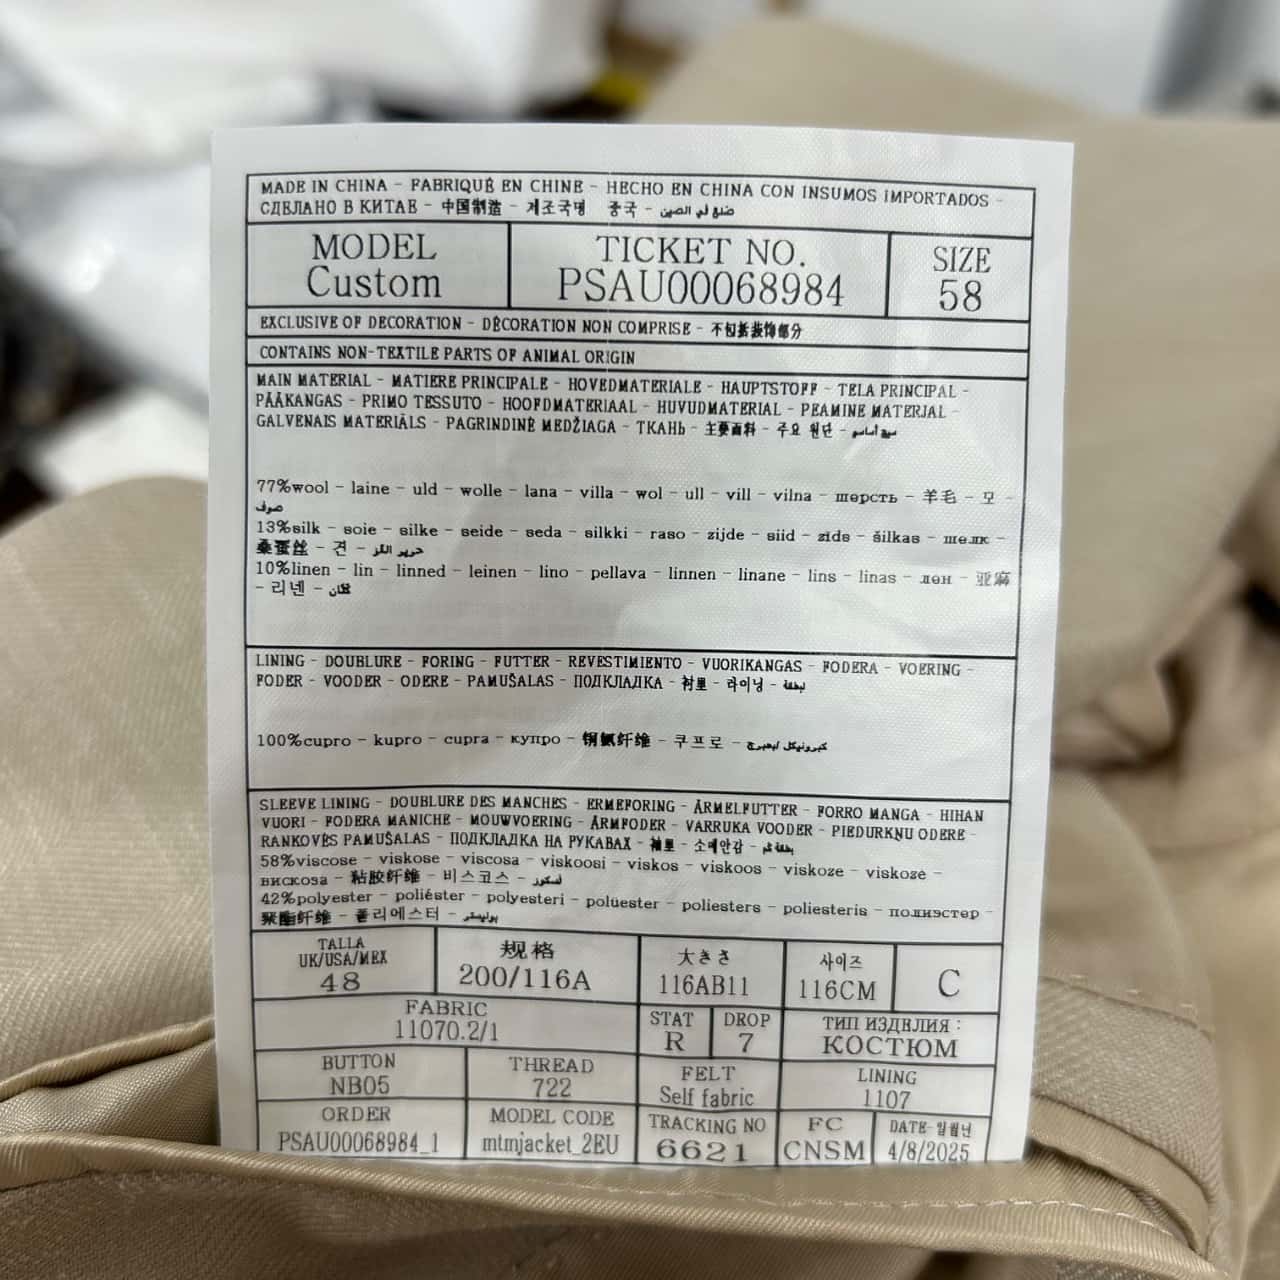 MADE IN CHINA - FABRIQUÉ EN CHINE - HECHO EN CHINA CON INSUMOS IMPORTADOS -
СДЕЛАНО В КИТАЕ - 中国制造 - 제조국명 중국 - صنع في الصين
MODEL
Custom
TICKET NO.
PSAU00068984
SIZE
58
EXCLUSIVE OF DECORATION - DÉCORATION NON COMPRISE - 不包括装饰部分
CONTAINS NON-TEXTILE PARTS OF ANIMAL ORIGIN
MAIN MATERIAL - MATIERE PRINCIPALE - HOVEDMATERIALE - HAUPTSTOFF - TELA PRINCIPAL -
PÄÄKANGAS - PRIMO TESSUTO - HOOFDMATERIAAL - HUVUDMATERIAL - PEAMINE MATERJAL -
GALVENAIS MATERIĀLS - PAGRINDINĖ MEDŽIAGA - ТКАНЬ - 主要面料 - 주요 원단 -
77%wool - laine - uld - wolle - lana - villa - wol - ull - vill - vilna - шерсть - 羊毛 - 모 -
صوف
13%silk - soie - silke - seide - seda - silkki - raso - zijde - siid - zīds - šilkas - шелк -
桑蚕丝 - 견 -
10%linen - lin - linned - leinen - lino - pellava - linnen - linane - lins - linas - лен - 亚麻
- 리넨 - كتان
LINING - DOUBLURE - FORING - FUTTER - REVESTIMIENTO - VUORIKANGAS - FODERA - VOERING -
FODER - VOODER - ODERE - PAMUŠALAS - ПОДКЛАДКА - 衬里 - 라이닝 -
100%cupro - kupro - cupra - купро - 铜氨纤维 - 쿠프로 -
SLEEVE LINING - DOUBLURE DES MANCHES - ERMEFORING - ÄRMELFUTTER - FORRO MANGA - HIHAN
VUORI - FODERA MANICHE - MOUWVOERING - ÄRMFODER - VARRUKA VOODER - PIEDURKŅU ODERE -
RANKOVĖS PAMUŠALAS - ПОДКЛАДКА НА РУКАВАХ - 袖里 - 소매안감 -
58%viscose - viskose - viscosa - viskoosi - viskos - viskoos - viskoze - viskozė -
вискоза - 粘胶纤维 - 비스코스 -
42%polyester - poliéster - polyesteri - polüester - poliesters - poliesteris - полиэстер -
聚酯纤维 - 폴리에스터 -
TALLA
UK/USA/MEX
48
规格
200/116A
大きさ
116AB11
사이즈
116CM
C
FABRIC
11070.2/1
STAT
R
DROP
7
ТИП ИЗДЕЛИЯ :
КОСТЮМ
BUTTON
NB05
THREAD
722
FELT
Self fabric
LINING
1107
ORDER
PSAU00068984_1
MODEL CODE
mtmjacket_2EU
TRACKING NO
6621
FC
CNSM
DATE-일월년
4/8/2025